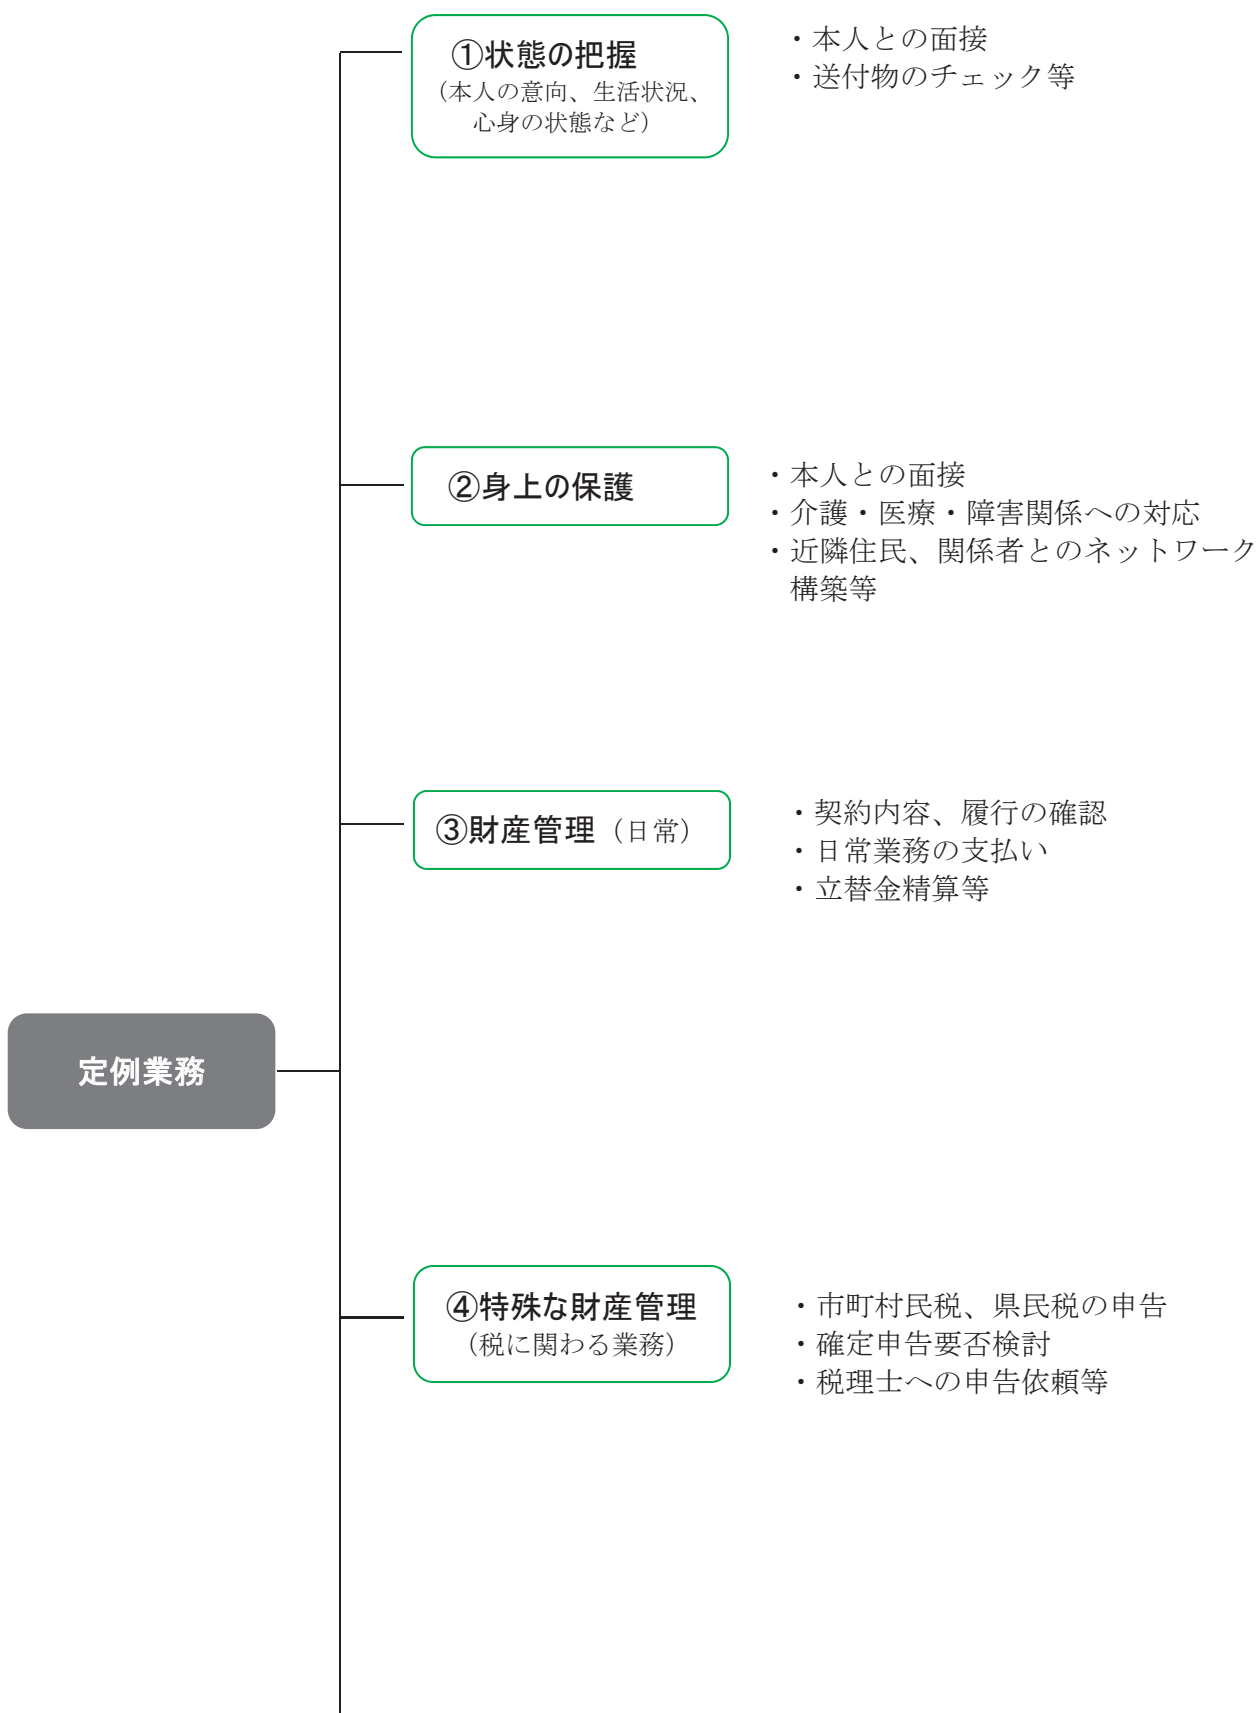 ①状態の把握
（本人の意向、生活状況、
心身の状態など）
・本人との面接
・送付物のチェック等
②身上の保護
・本人との面接
・介護・医療・障害関係への対応
・近隣住民、関係者とのネットワーク
構築等
③財産管理（日常）
・契約内容、履行の確認
・日常業務の支払い
・立替金精算等
定例業務
④特殊な財産管理
（税に関わる業務）
・市町村民税、県民税の申告
・確定申告要否検討
・税理士への申告依頼等